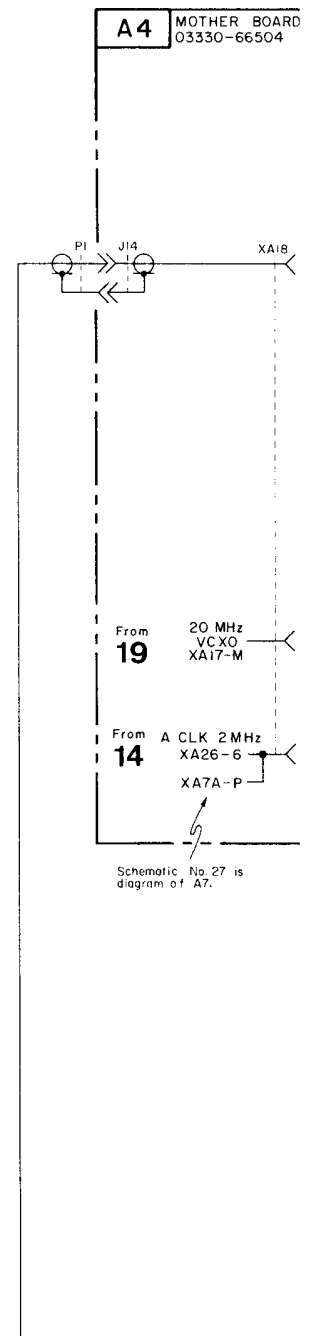 A4
MOTHER BOARD
03330-66504
P1
J14
XA18
From
19
20 MHz
VCXO
XA17-M
From
14
A CLK 2MHz
XA26-6
XA7A-P
Schematic No. 27 is
diagram of A7.